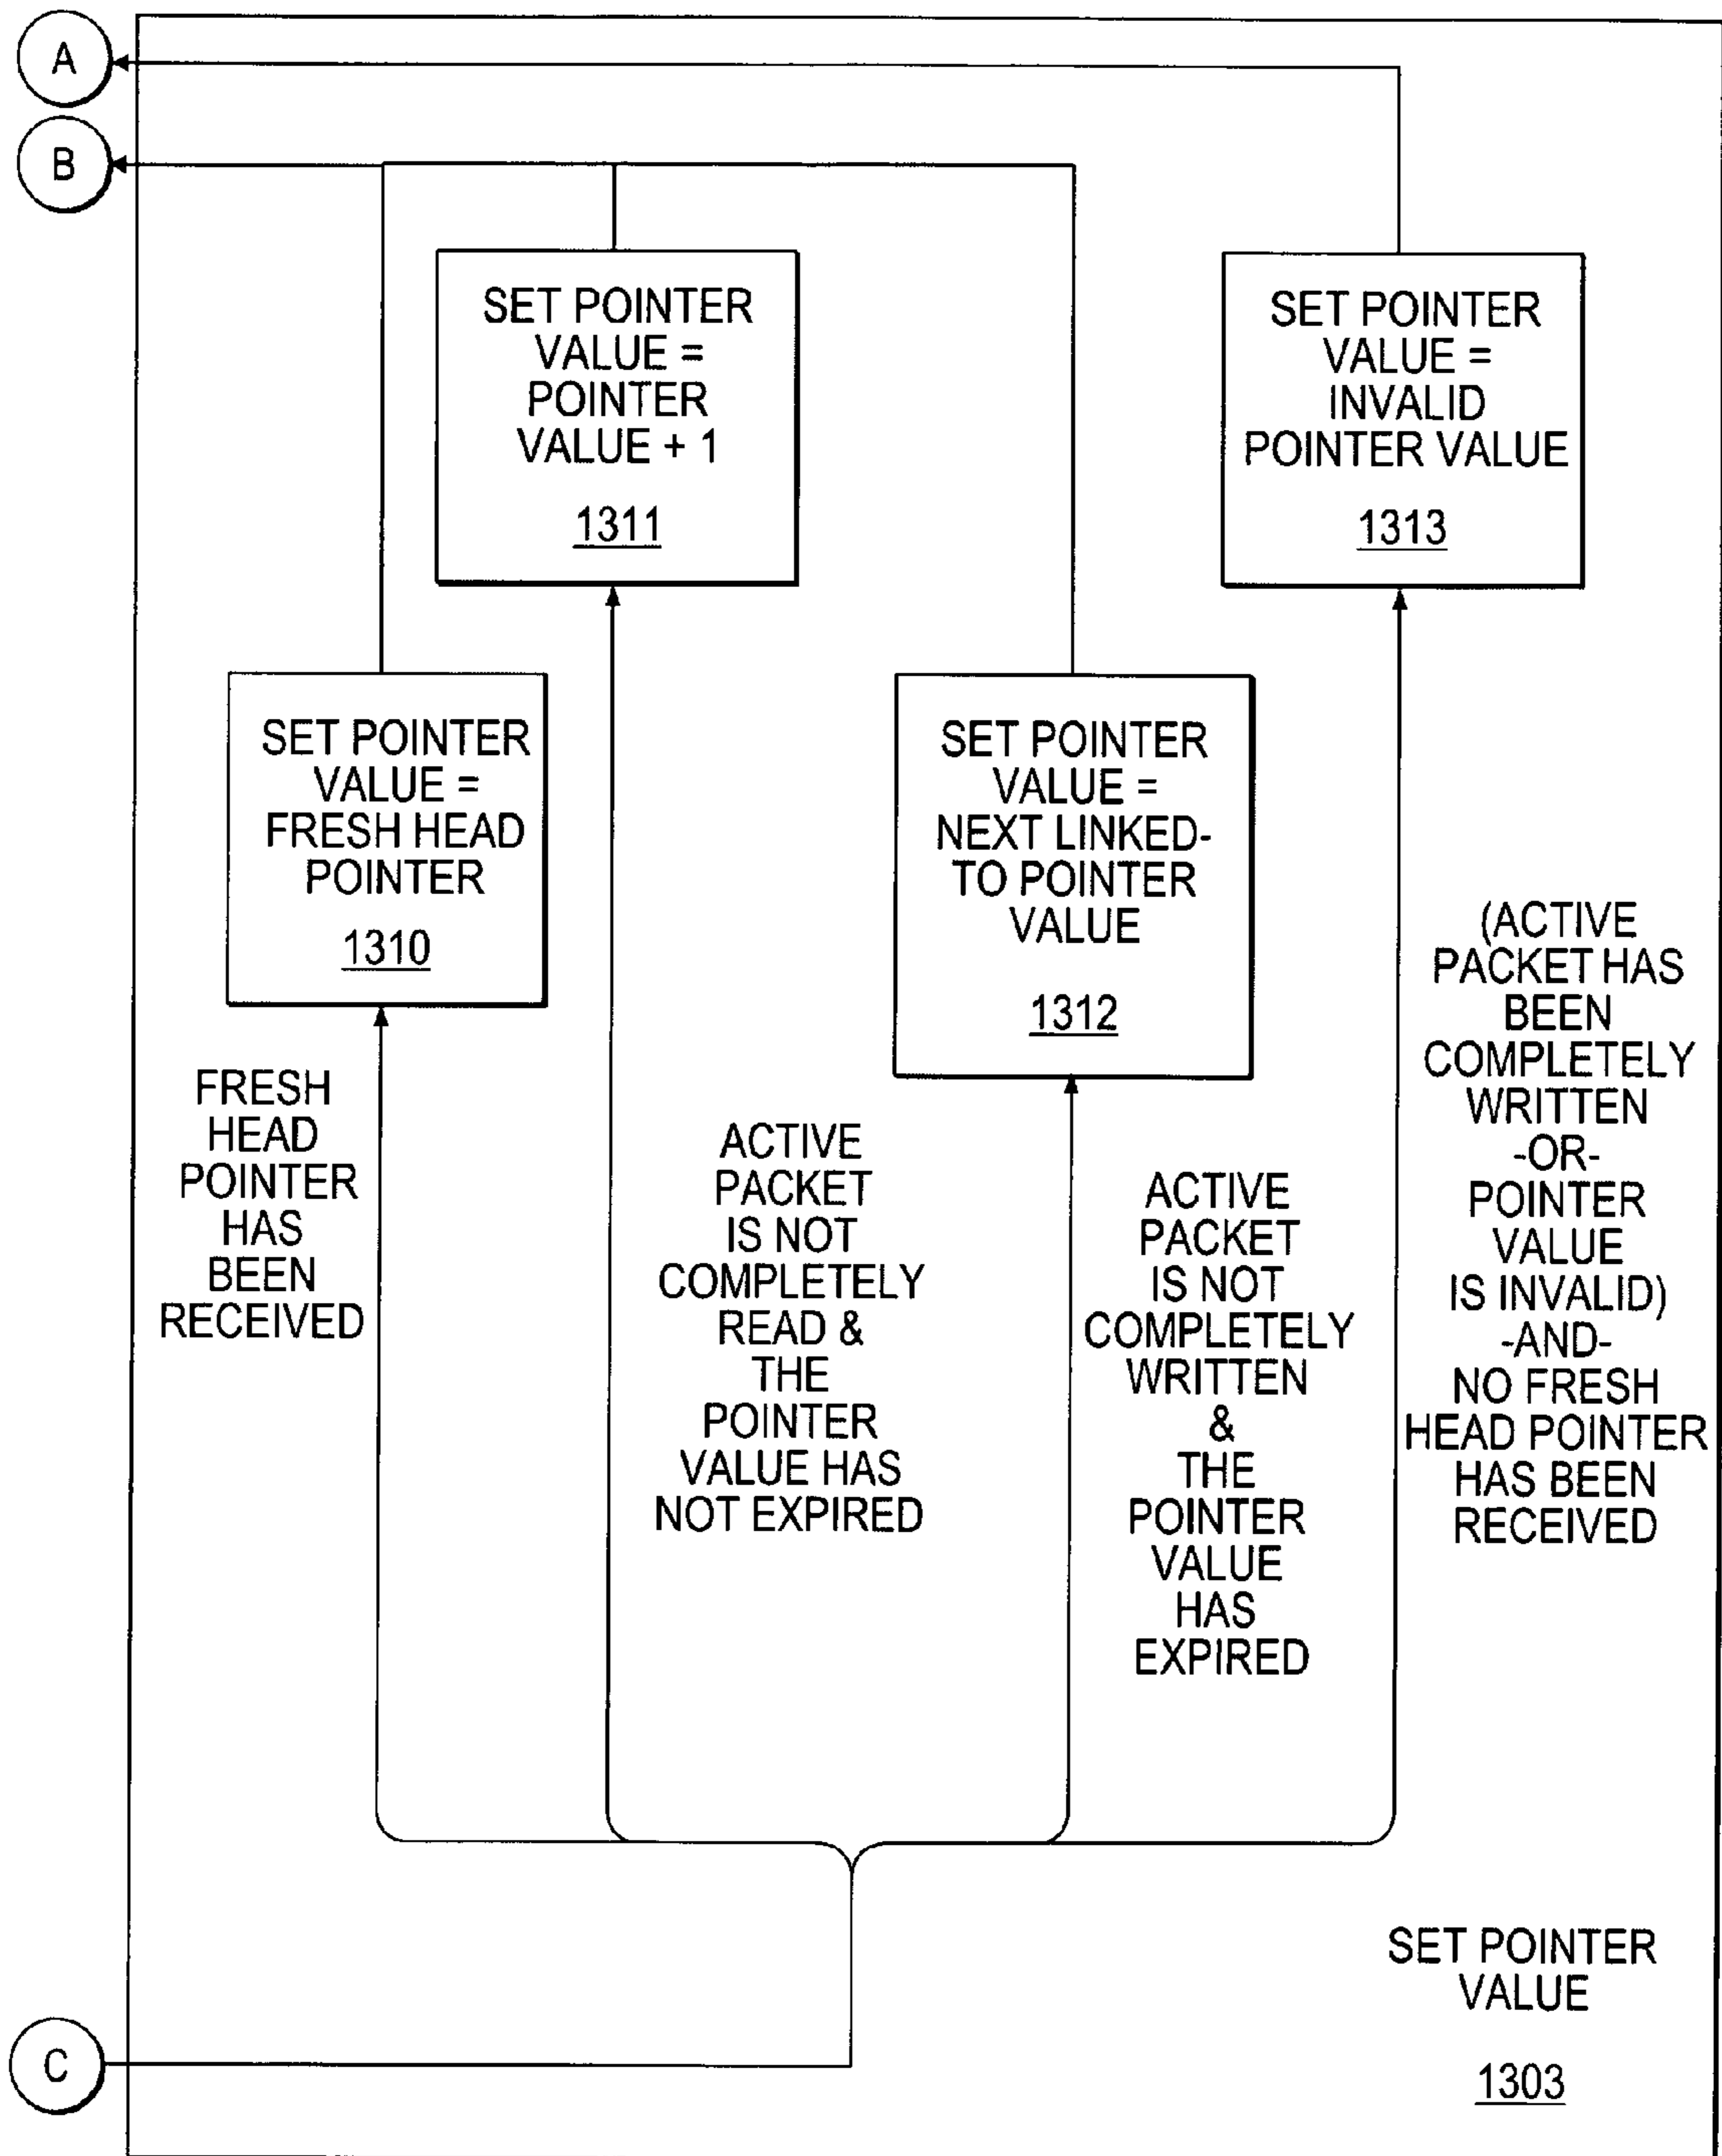 A
B
SET POINTER
VALUE =
POINTER
VALUE + 1
1311
SET POINTER
VALUE =
INVALID
POINTER VALUE
1313
SET POINTER
VALUE =
FRESH HEAD
POINTER
1310
SET POINTER
VALUE =
NEXT LINKED-
TO POINTER
VALUE
1312
FRESH
HEAD
POINTER
HAS
BEEN
RECEIVED
ACTIVE
PACKET
IS NOT
COMPLETELY
READ &
THE
POINTER
VALUE HAS
NOT EXPIRED
ACTIVE
PACKET
IS NOT
COMPLETELY
WRITTEN
&
THE
POINTER
VALUE
HAS
EXPIRED
(ACTIVE
PACKET HAS
BEEN
COMPLETELY
WRITTEN
-OR-
POINTER
VALUE
IS INVALID)
-AND-
NO FRESH
HEAD POINTER
HAS BEEN
RECEIVED
C
SET POINTER
VALUE
1303